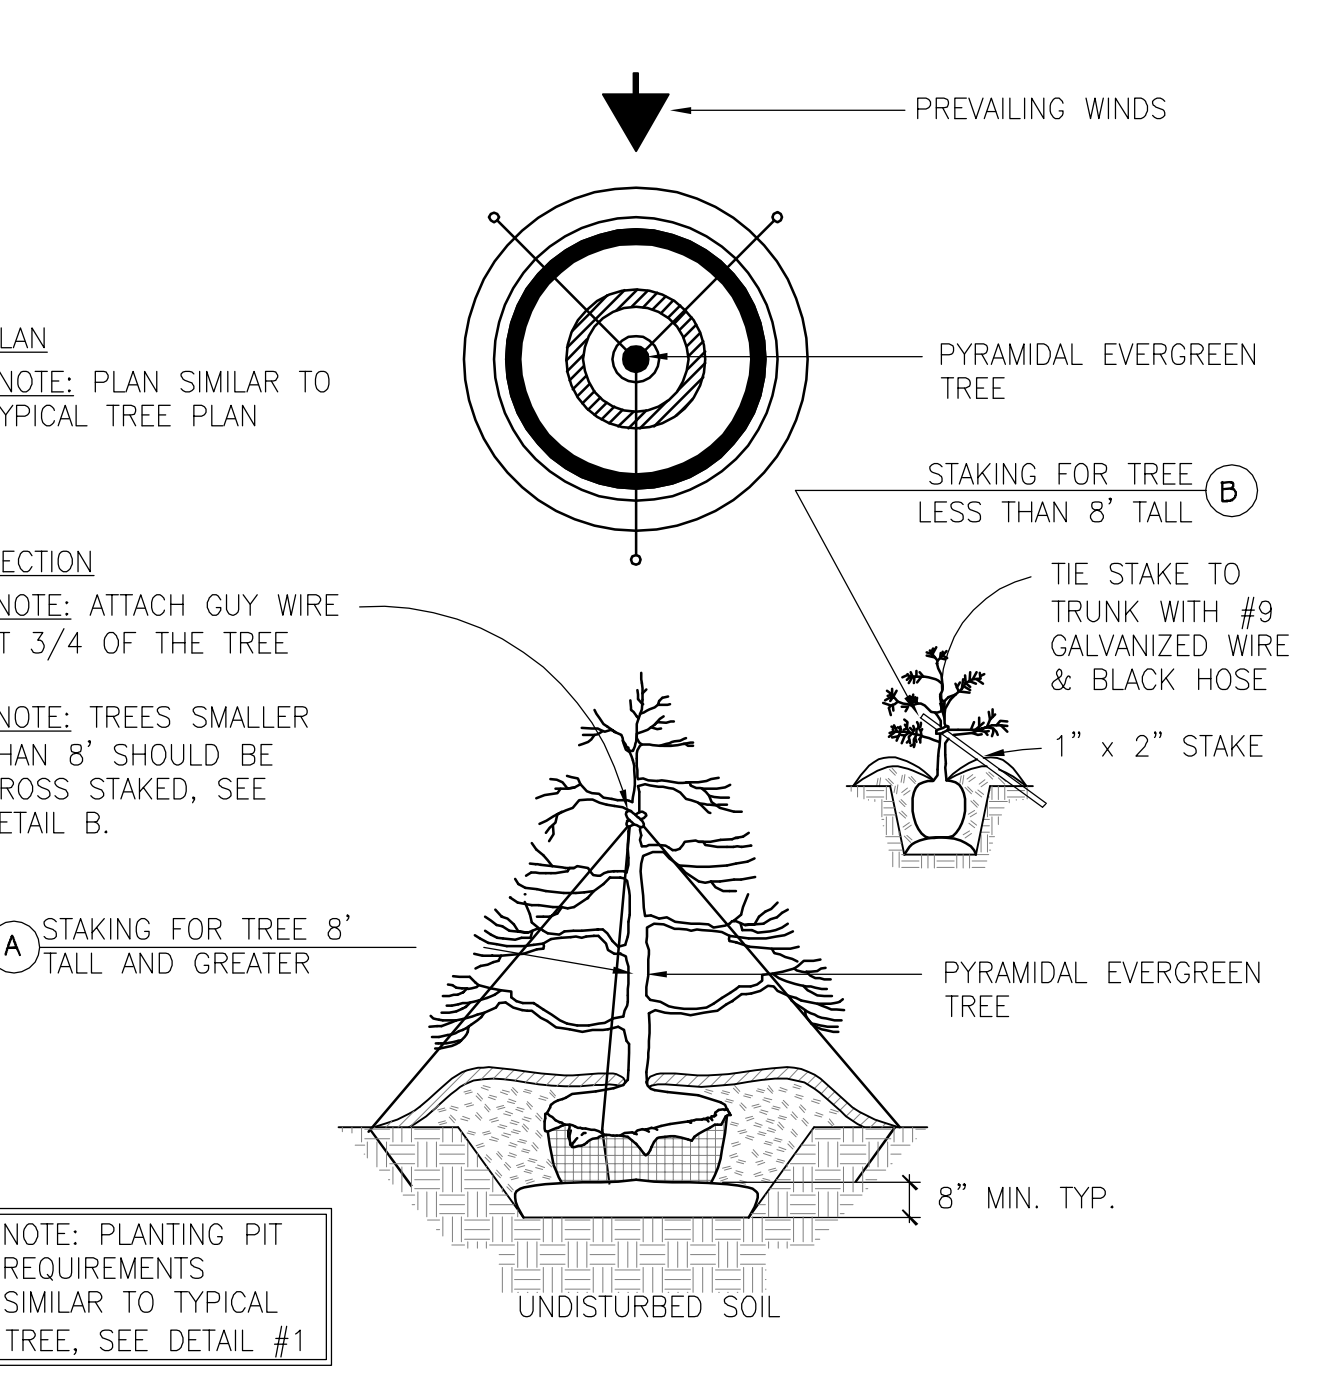 PREVAILING WINDS
LAN
NOTE: PLAN SIMILAR TO
YPICAL TREE PLAN
PYRAMIDAL EVERGREEN
TREE
STAKING FOR TREE
LESS THAN 8' TALL
B
ECTION
NOTE: ATTACH GUY WIRE
T 3/4 OF THE TREE
TIE STAKE TO
TRUNK WITH #9
GALVANIZED WIRE
& BLACK HOSE
NOTE: TREES SMALLER
HAN 8' SHOULD BE
ROSS STAKED, SEE
ETAIL B.
1" x 2" STAKE
A
STAKING FOR TREE 8'
TALL AND GREATER
PYRAMIDAL EVERGREEN
TREE
8" MIN. TYP.
NOTE: PLANTING PIT
REQUIREMENTS
SIMILAR TO TYPICAL
TREE, SEE DETAIL #1
UNDISTURBED SOIL